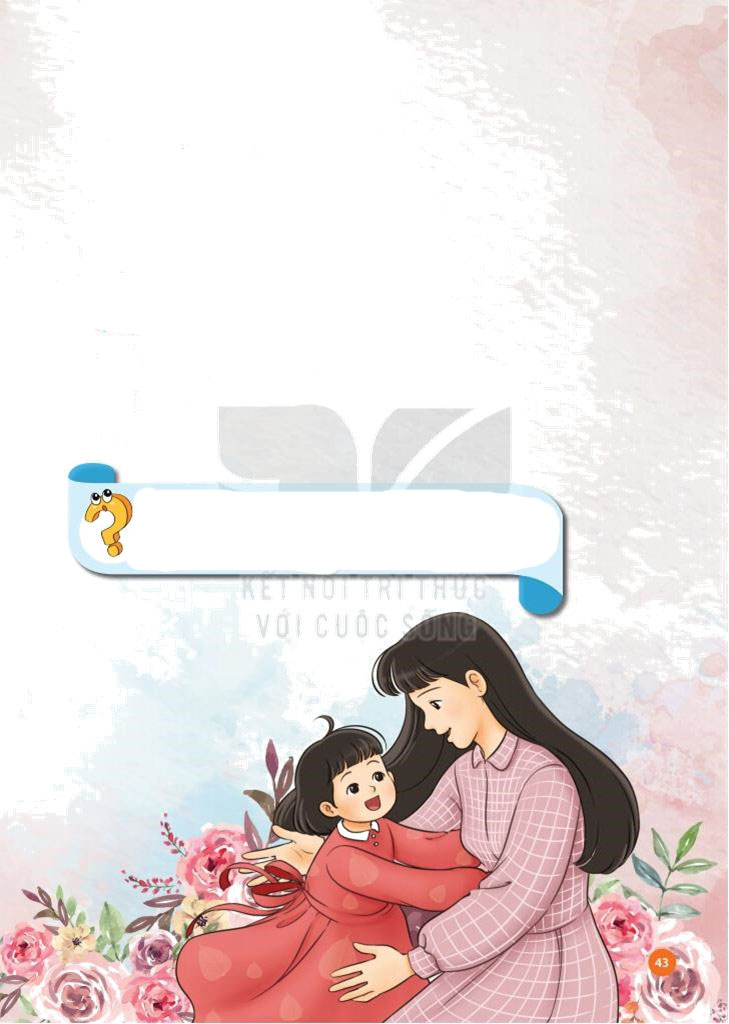 KẾT NỐI TRI THỨC
VỚI CUỘC SỐNG
43